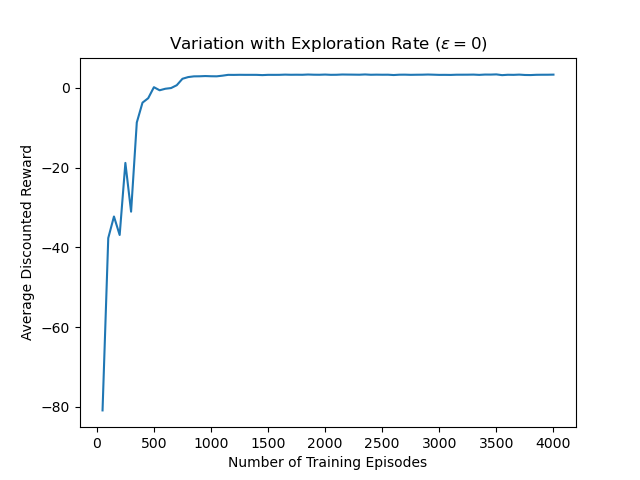 Variation with Exploration Rate (ε = 0)
Average Discounted Reward
0
−20
−40
−60
−80
0 500 1000 1500 2000 2500 3000 3500 4000
Number of Training Episodes